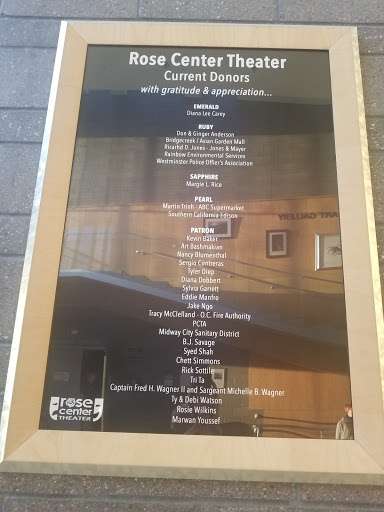 Rose Center Theater
Current Donors
with gratitude & appreciation...
EMERALD
Diana Lee Carey
RUBY
Don & Ginger Anderson
Bridgecreek / Asian Garden Mall
Ricarhd D. Jones - Jones & Mayer
Rainbow Environmental Services
Westminster Police Offier's Association
SAPPHIRE
Margie L. Rice
PEARL
Martin Trinh - ABC Supermarket
Southern California Edison
PATRON
Kevin Baker
Art Bashmakian
Nancy Blumenthal
Sergio Contreras
Tyler Diep
Diana Dobbert
Sylvia Garrett
Eddie Manfro
Jake Ngo
Tracy McClelland - O.C. Fire Authority
PCTA
Midway City Sanitary District
B.J. Savage
Syed Shah
Chett Simmons
Rick Sottile
Tri Ta
Captain Fred H. Wagner II and Sargeant Michelle B. Wagner
Ty & Debi Watson
Rosie Wilkins
Marwan Youssef
rose
center
THEATER